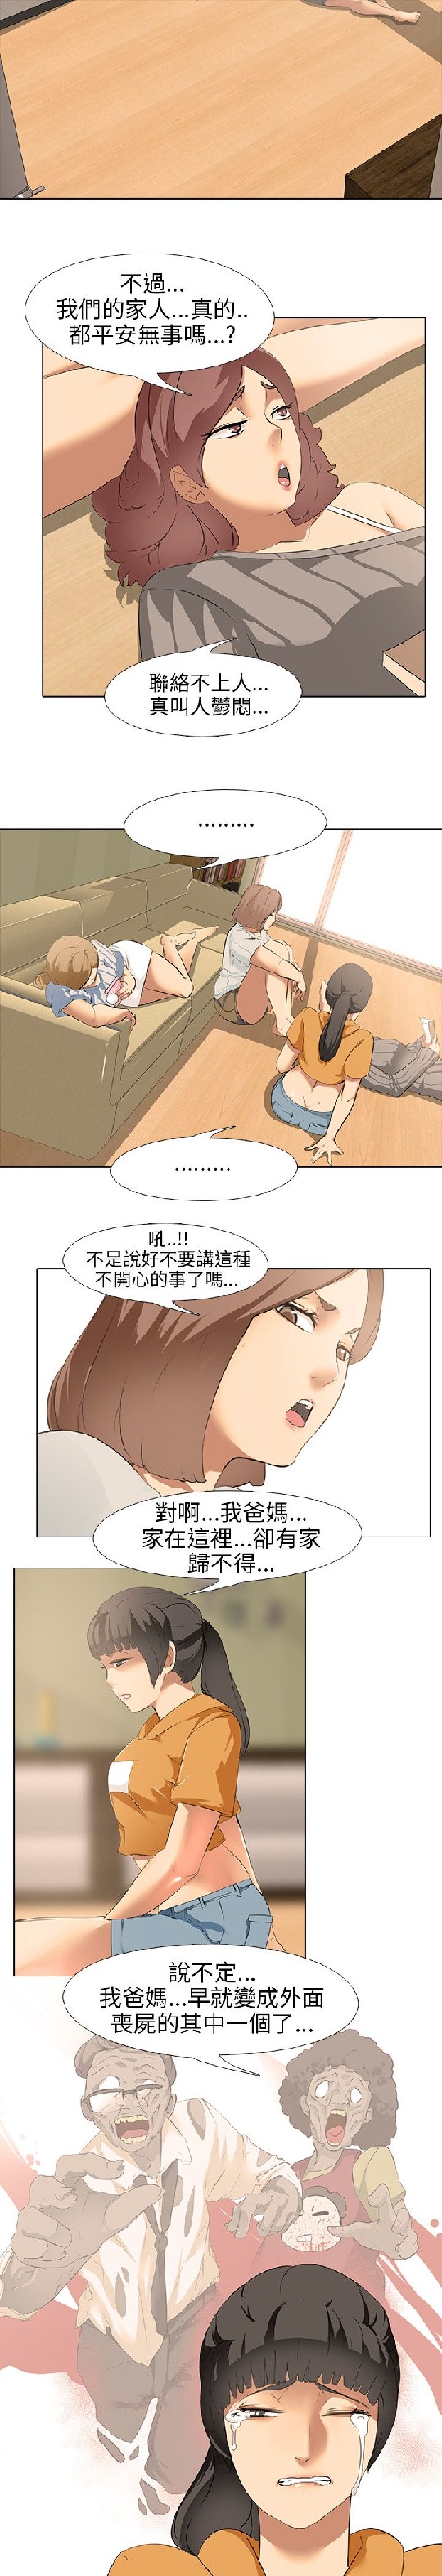 不過...
我們的家人...真的..
都平安無事嗎...?
聯絡不上人...
真叫人鬱悶...
.........
.........
吼..!!
不是說好不要講這種
不開心的事了嗎...
對啊...我爸媽...
家在這裡...卻有家
歸不得...
說不定...
我爸媽...早就變成外面
喪屍的其中一個了...